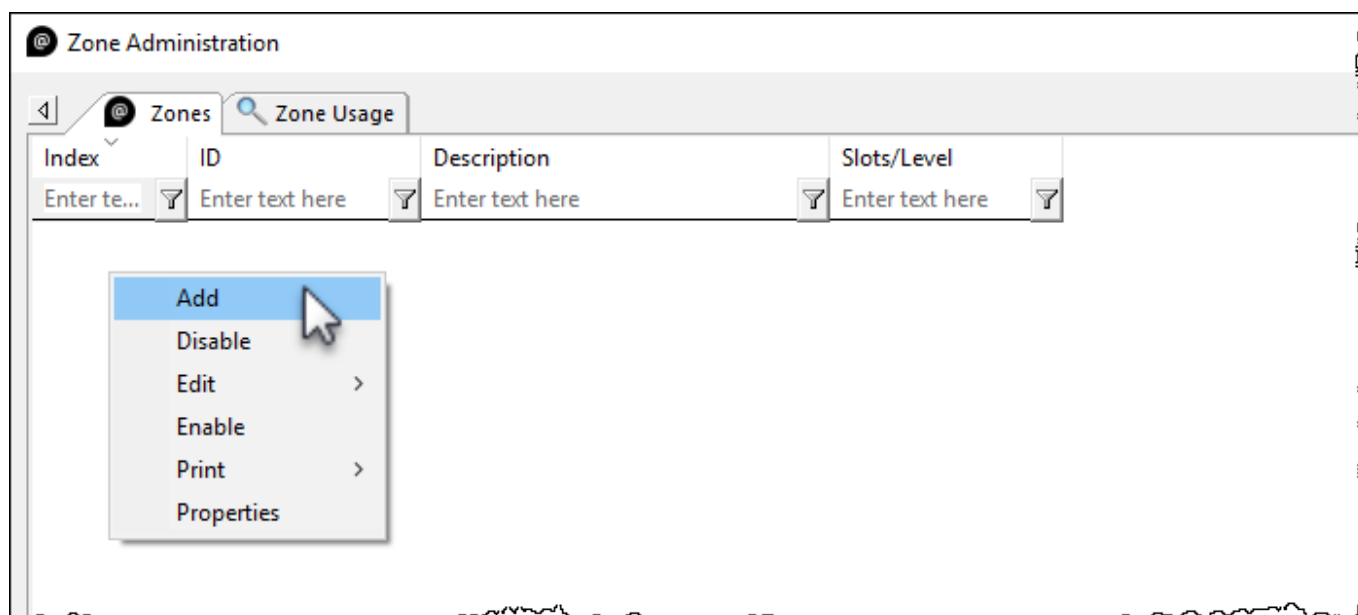 Zone Administration
Zones Zone Usage
Index ID Description Slots/Level
Enter te... Enter text here Enter text here Enter text here
Add
Disable
Edit
Enable
Print
Properties